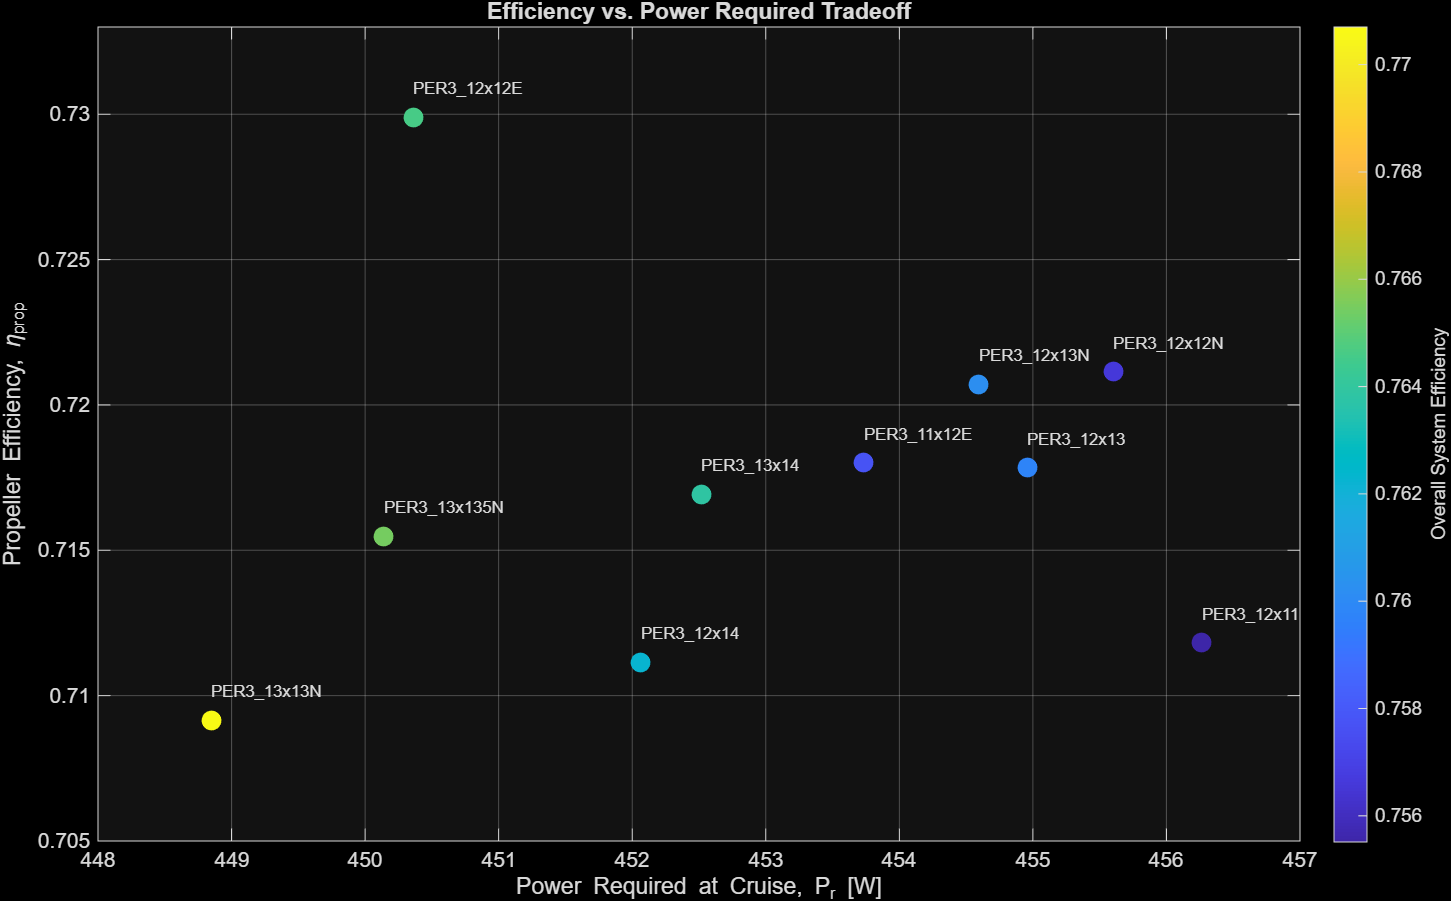 Efficiency vs. Power Required Tradeoff
PER3_12x12E
PER3_12x12N
PER3_12x13N
PER3_11x12E
PER3_12x13
PER3_13x14
PER3_13x135N
PER3_12x11
PER3_12x14
PER3_13x13N
0.73
0.725
0.72
0.715
0.71
0.705
Propeller Efficiency, ηprop
448
449
450
451
452
453
454
455
456
457
Power Required at Cruise, Pr [W]
0.77
0.768
0.766
0.764
0.762
0.76
0.758
0.756
Overall System Efficiency